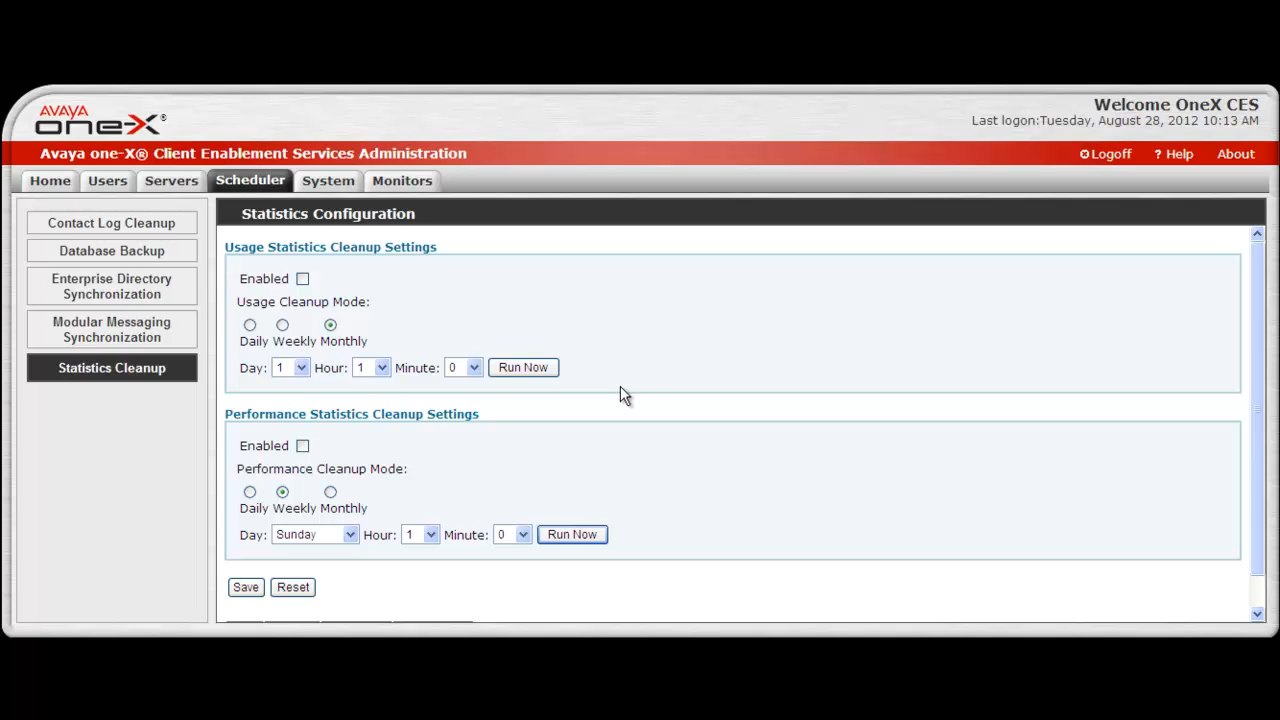 AVAYA
one-X®
Welcome OneX CES
Last logon:Tuesday, August 28, 2012 10:13 AM
Avaya one-X® Client Enablement Services Administration
Logoff
? Help
About
Home
Users
Servers
Scheduler
System
Monitors
Contact Log Cleanup
Database Backup
Enterprise Directory
Synchronization
Modular Messaging
Synchronization
Statistics Cleanup
Statistics Configuration
Usage Statistics Cleanup Settings
Enabled
Usage Cleanup Mode:
Daily Weekly Monthly
Day: 1 Hour: 1 Minute: 0 Run Now
Performance Statistics Cleanup Settings
Enabled
Performance Cleanup Mode:
Daily Weekly Monthly
Day: Sunday Hour: 1 Minute: 0 Run Now
Save Reset